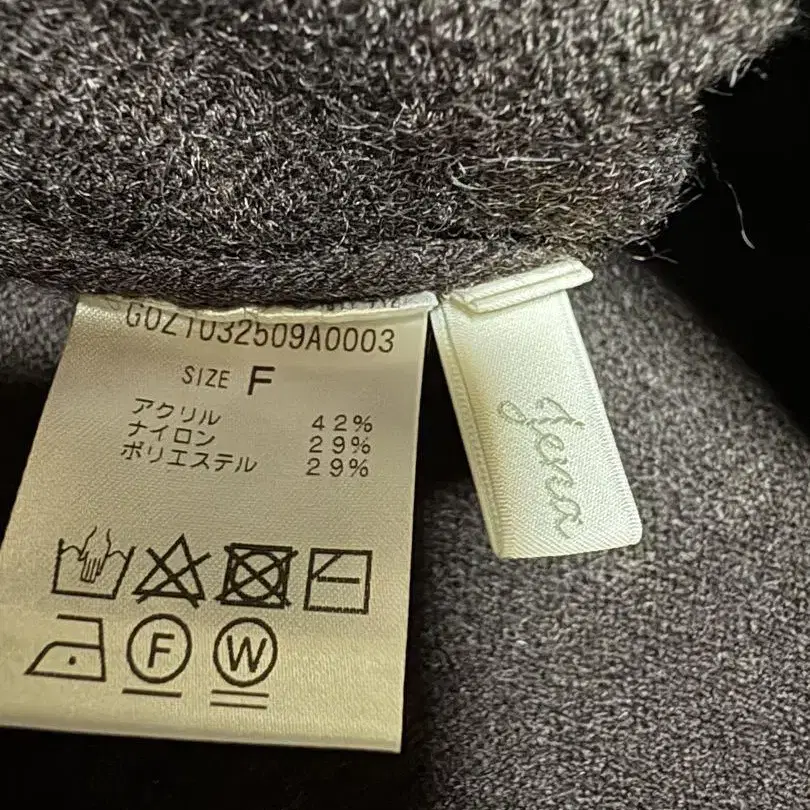 G0Z1032509A0003
SIZE F
アクリル 42%
ナイロン 29%
ポリエステル 29%
F
W
Jena